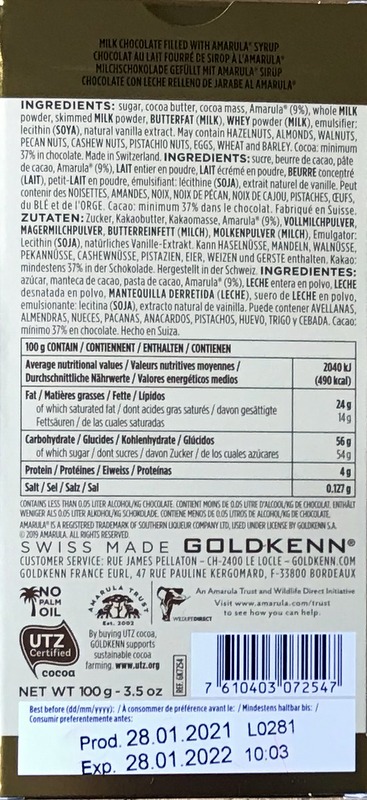 MILK CHOCOLATE FILLED WITH AMARULA® SYRUP
CHOCOLAT AU LAIT FOURRÉ DE SIROP À L'AMARULA®
MILCHSCHOKOLADE GEFÜLLT MIT AMARULA® SIRUP
CHOCOLATE CON LECHE RELLENO DE JARABE AL AMARULA®
INGREDIENTS: sugar, cocoa butter, cocoa mass, Amarula® (9%), whole MILK
powder, skimmed MILK powder, BUTTERFAT (MILK), WHEY powder (MILK), emulsifier:
lecithin (SOYA), natural vanilla extract. May contain HAZELNUTS, ALMONDS, WALNUTS,
PECAN NUTS, CASHEW NUTS, PISTACHIO NUTS, EGGS, WHEAT and BARLEY. Cocoa: minimum
37% in chocolate. Made in Switzerland. INGREDIENTS: sucre, beurre de cacao, pâte
de cacao, Amarula® (9%), LAIT entier en poudre, LAIT écrémé en poudre, BEURRE concentré
(LAIT), petit-LAIT en poudre, émulsifiant: lécithine (SOJA), extrait naturel de vanille. Peut
contenir des NOISETTES, AMANDES, NOIX, NOIX DE PÉCAN, NOIX DE CAJOU, PISTACHES, ŒUFS,
du BLÉ et de l'ORGE. Cacao: minimum 37% dans le chocolat. Fabriqué en Suisse.
ZUTATEN: Zucker, Kakaobutter, Kakaomasse, Amarula® (9%), VOLLMILCHPULVER,
MAGERMILCHPULVER, BUTTERREINFETT (MILCH), MOLKENPULVER (MILCH), Emulgator:
Lecithin (SOJA), natürliches Vanille-Extrakt. Kann HASELNÜSSE, MANDELN, WALNÜSSE,
PEKANNÜSSE, CASHEWNÜSSE, PISTAZIEN, EIER, WEIZEN und GERSTE enthalten. Kakao:
mindestens 37% in der Schokolade. Hergestellt in der Schweiz. INGREDIENTES:
azúcar, manteca de cacao, pasta de cacao, Amarula® (9%), LECHE entera en polvo, LECHE
desnatada en polvo, MANTEQUILLA DERRETIDA (LECHE), suero de LECHE en polvo,
emulsionante: lecitina (SOJA), extracto natural de vainilla. Puede contener AVELLANAS,
ALMENDRAS, NUECES, PACANAS, ANACARDOS, PISTACHOS, HUEVO, TRIGO y CEBADA. Cacao:
mínimo 37% en chocolate. Hecho en Suiza.
100 g CONTAIN / CONTIENNENT / ENTHALTEN / CONTIENEN
Average nutritional values / Valeurs nutritives moyennes / 2040 kJ
Durchschnittliche Nährwerte / Valores energéticos medios (490 kcal)
Fat / Matières grasses / Fette / Lípidos 24 g
of which saturated fat / dont acides gras saturés / davon gesättigte 14 g
Fettsäuren / de las cuales saturadas
Carbohydrate / Glucides / Kohlenhydrate / Glúcidos 56 g
of which sugar / dont sucres / davon Zucker / de los cuales azúcares 54 g
Protein / Protéines / Eiweiss / Proteínas 4 g
Salt / Sel / Salz / Sal 0.127 g
CONTAINS LESS THAN 0.05 LITER ALCOHOL/KG CHOCOLATE. CONTIENT MOINS DE 0.05 LITRE D'ALCOOL/KG DE CHOCOLAT. ENTHÄLT
WENIGER ALS 0.05 LITER ALKOHOL/KG SCHOKOLADE. CONTIENE MENOS DE 0.05 LITROS DE ALCOHOL/KG DE CHOCOLATE.
AMARULA® IS A REGISTERED TRADEMARK OF SOUTHERN LIQUEUR COMPANY LTD, USED UNDER LICENSE BY GOLDKENN S.A.
© 2019 AMARULA. ALL RIGHTS RESERVED.
SWISS MADE GOLDKENN®
CUSTOMER SERVICE: RUE JAMES PELLATON – CH-2400 LE LOCLE – GOLDKENN.COM
GOLDKENN FRANCE EURL, 47 RUE PAULINE KERGOMARD, F-33800 BORDEAUX
NO
PALM
OIL
AMARULA TRUST
Est. 2002
WILDLIFEDIRECT
An Amarula Trust and Wildlife Direct Initiative
Visit www.amarula.com/trust
to see how you can help.
UTZ
Certified
cocoa
By buying UTZ cocoa,
GOLDKENN supports
sustainable cocoa
farming. www.utz.org
REF. GK7254
NET WT 100 g - 3.5 oz
7 610403 072547
Best before (dd/mm/yyyy): / À consommer de préférence avant le: / Mindestens haltbar bis: /
Consumir preferentemente antes:
Prod. 28.01.2021 L0281
Exp. 28.01.2022 10:03